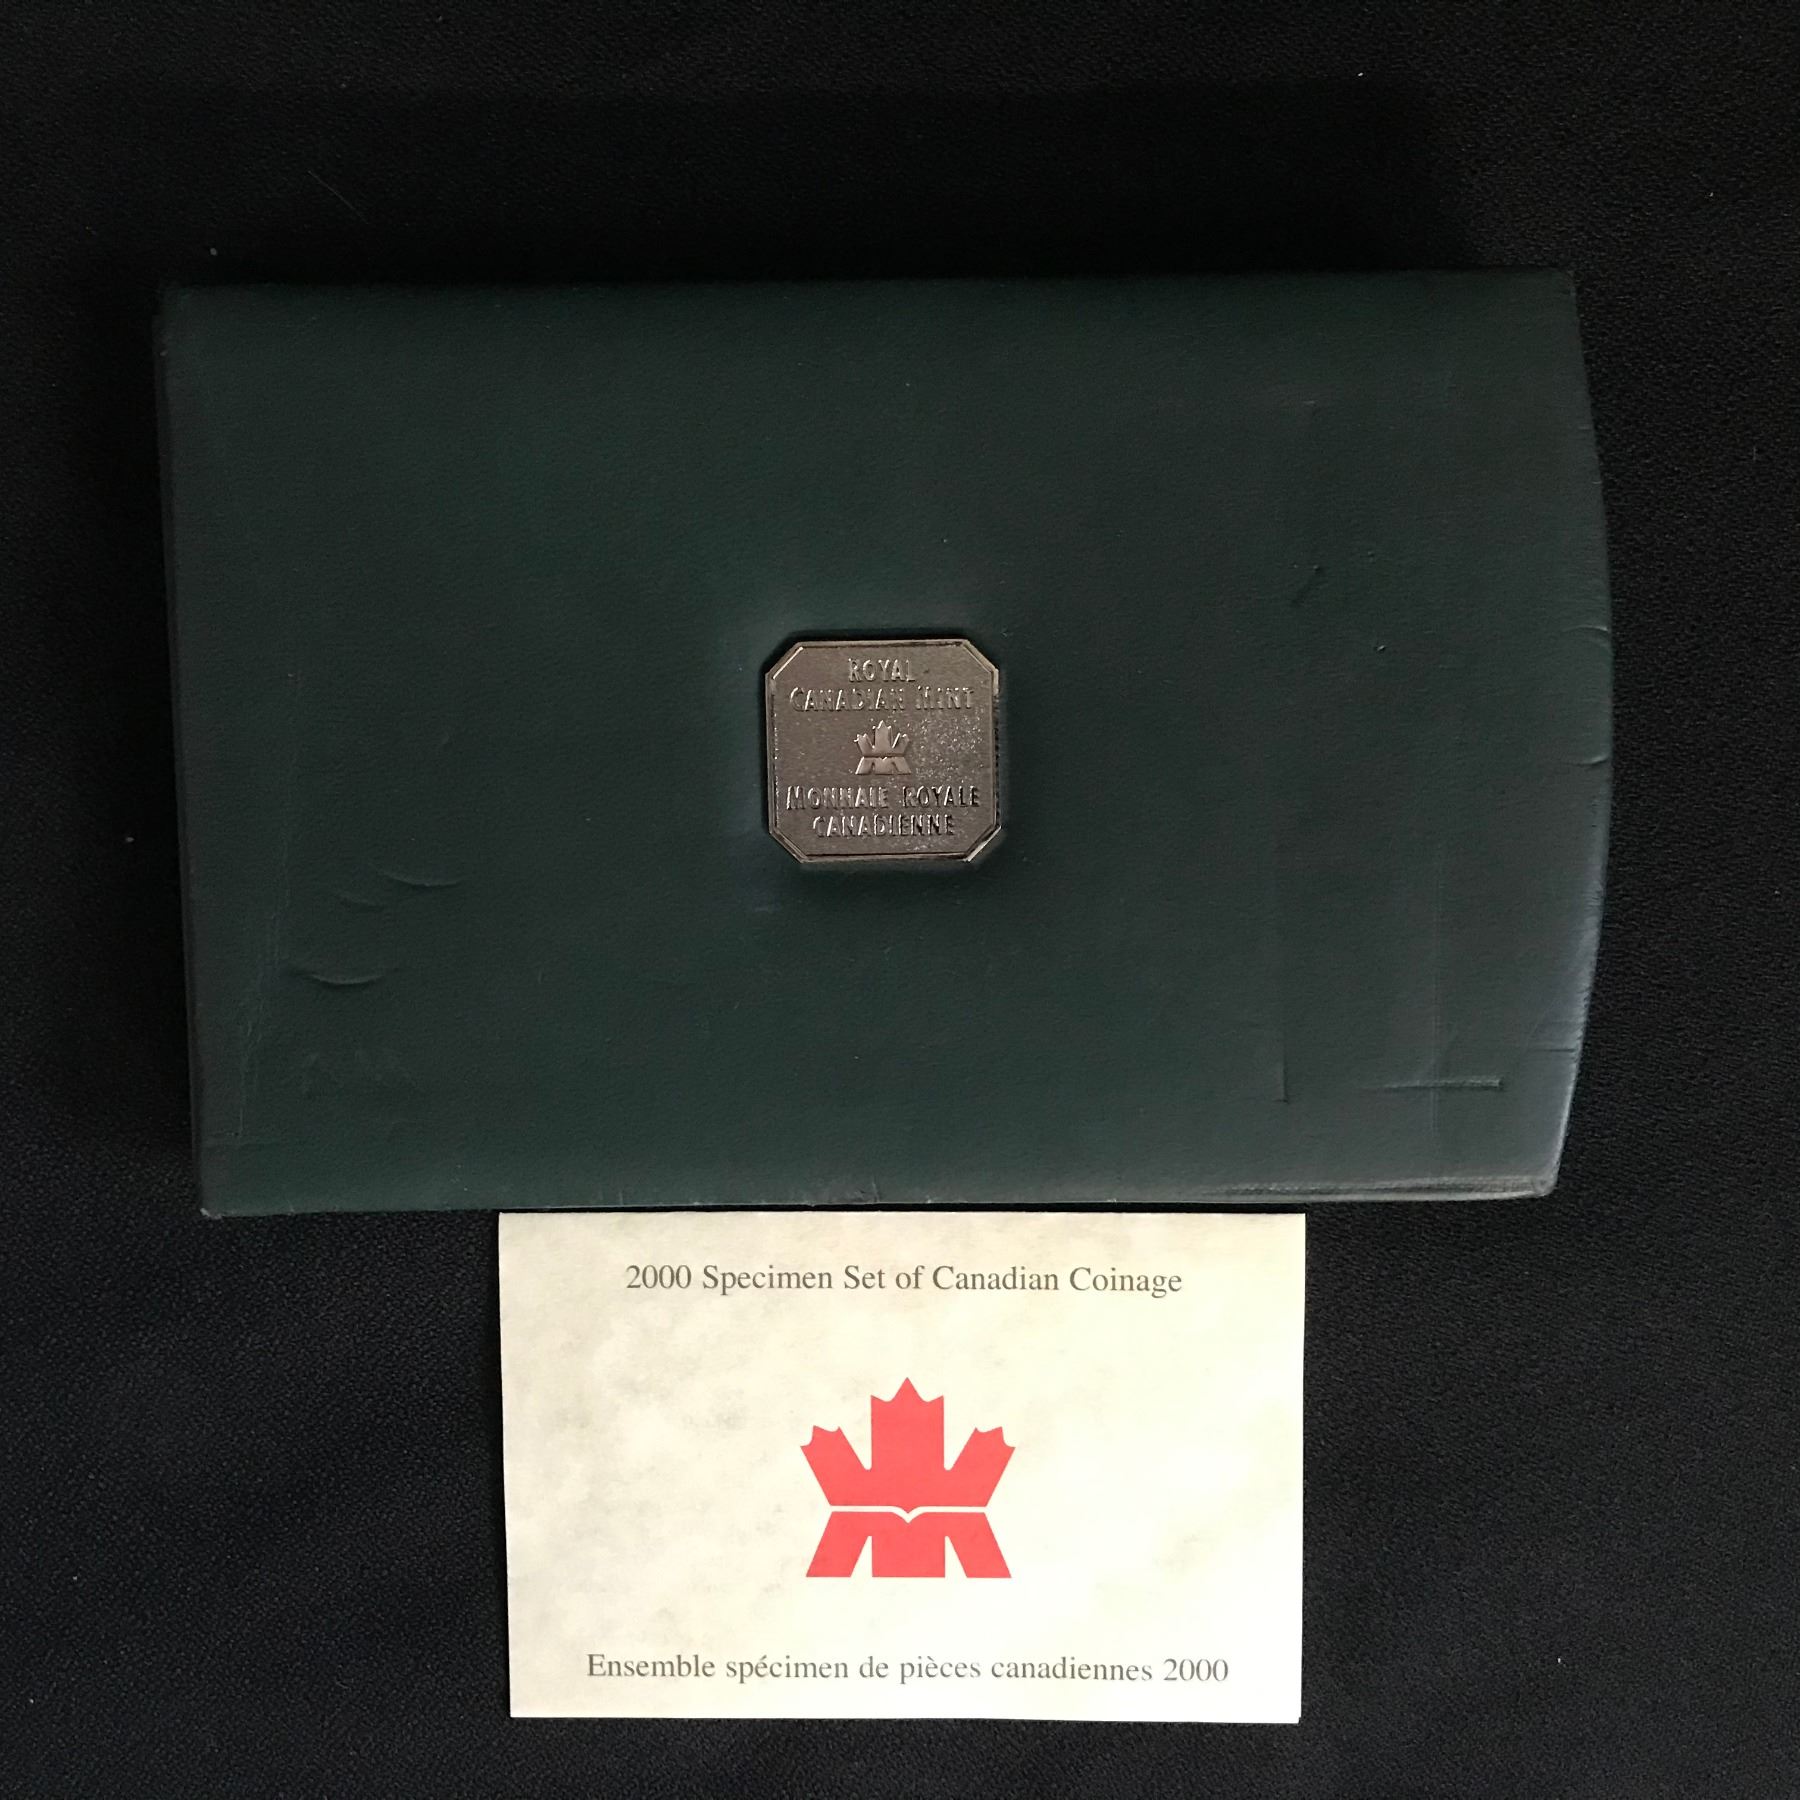 ROYAL
CANADIAN MINT
MONNAIE ROYALE
CANADIENNE
2000 Specimen Set of Canadian Coinage
Ensemble spécimen de pièces canadiennes 2000